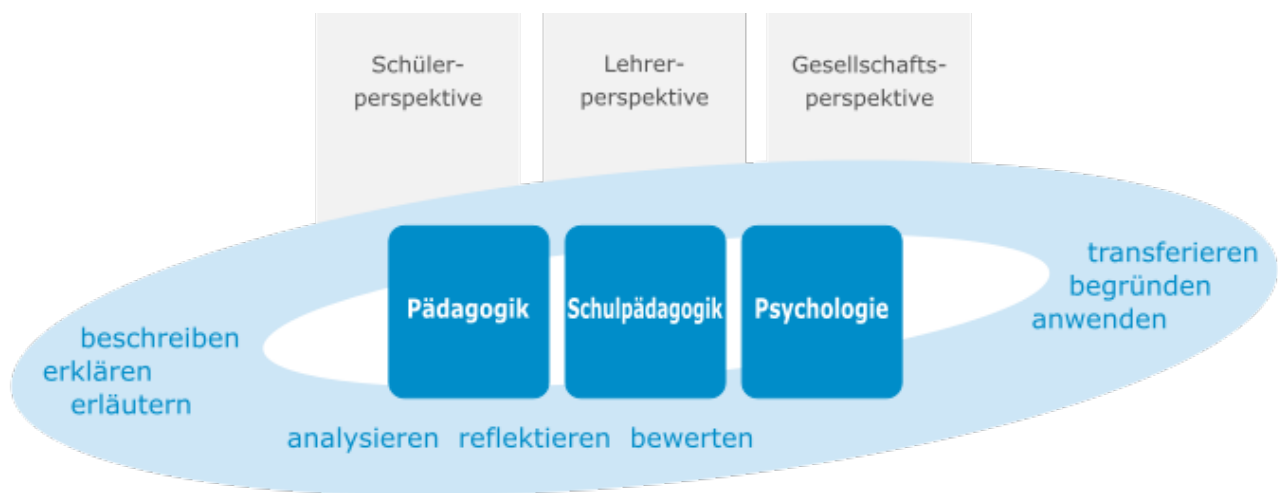 Schüler-
perspektive
Lehrer-
perspektive
Gesellschafts-
perspektive
Pädagogik
Schulpädagogik
Psychologie
transferieren
begründen
anwenden
beschreiben
erklären
erläutern
analysieren reflektieren bewerten